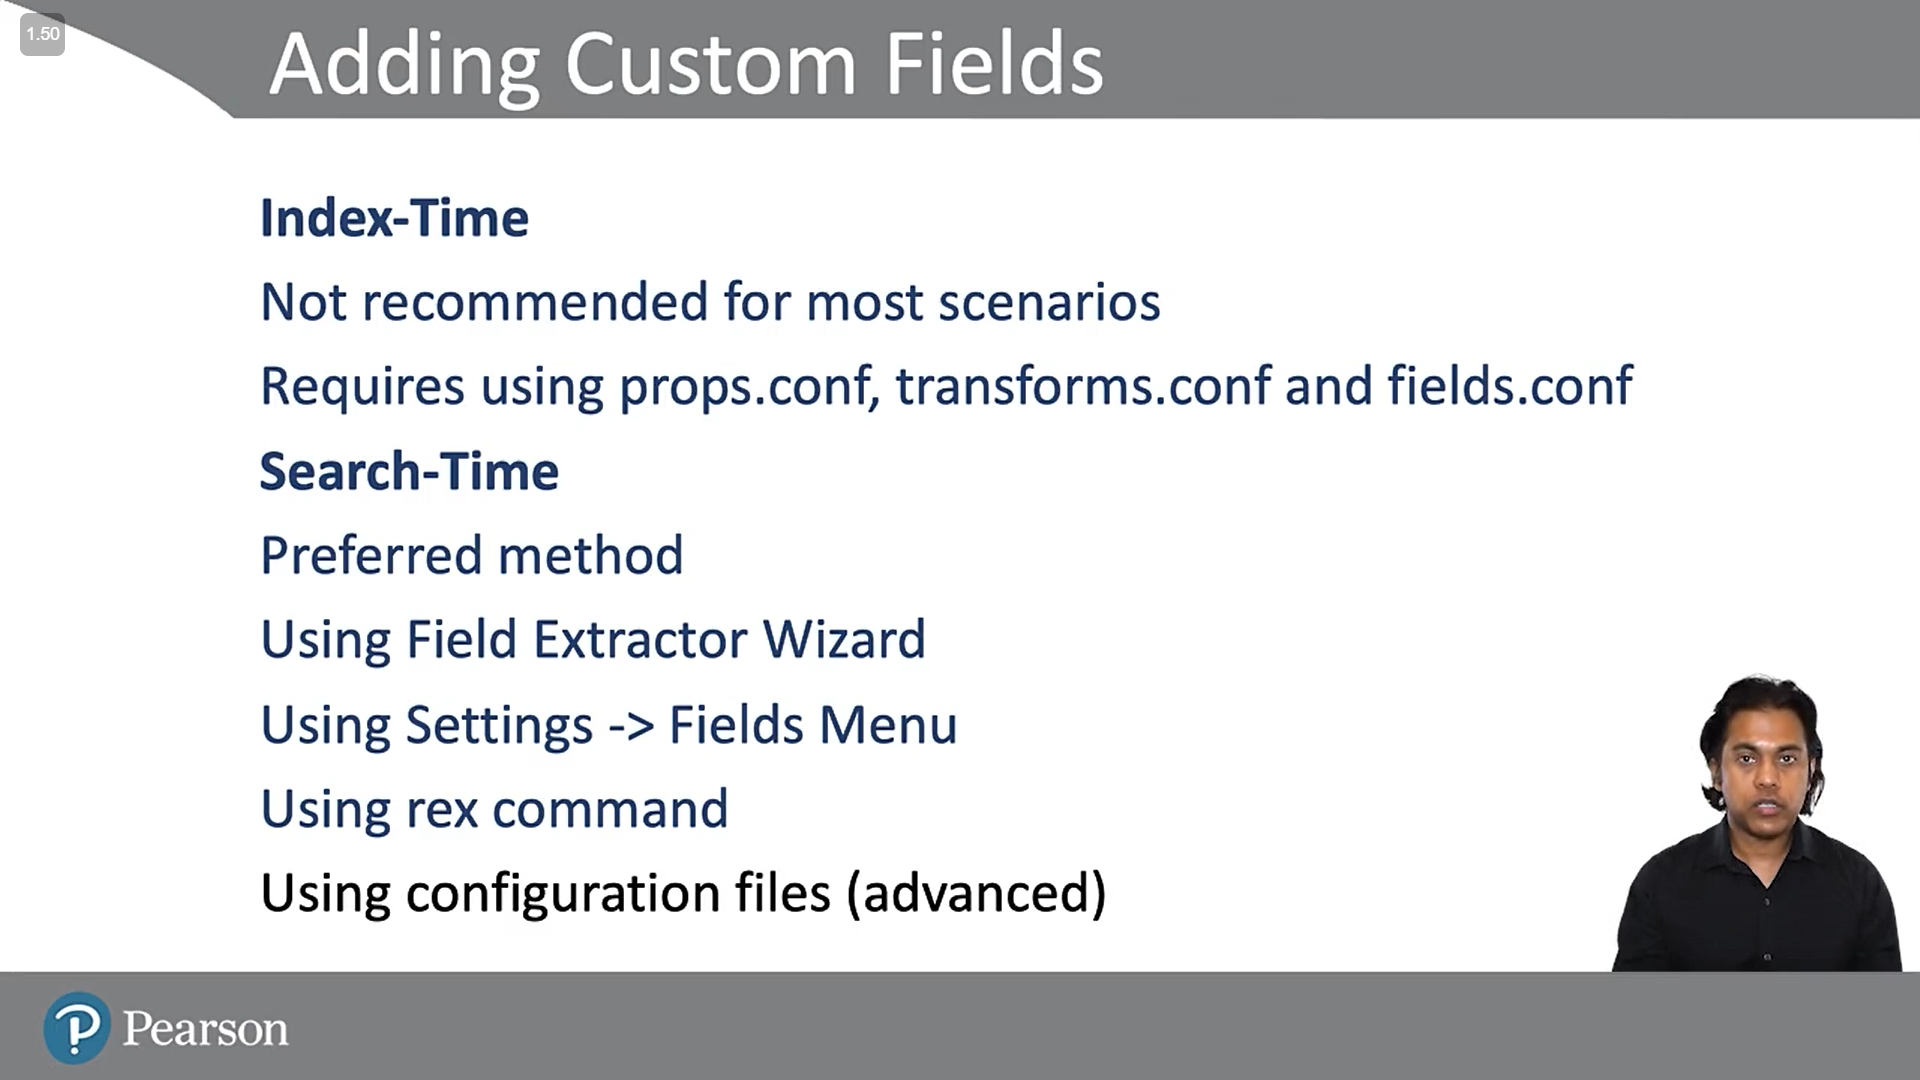 1.50
Adding Custom Fields
Index-Time
Not recommended for most scenarios
Requires using props.conf, transforms.conf and fields.conf
Search-Time
Preferred method
Using Field Extractor Wizard
Using Settings -> Fields Menu
Using rex command
Using configuration files (advanced)
Pearson